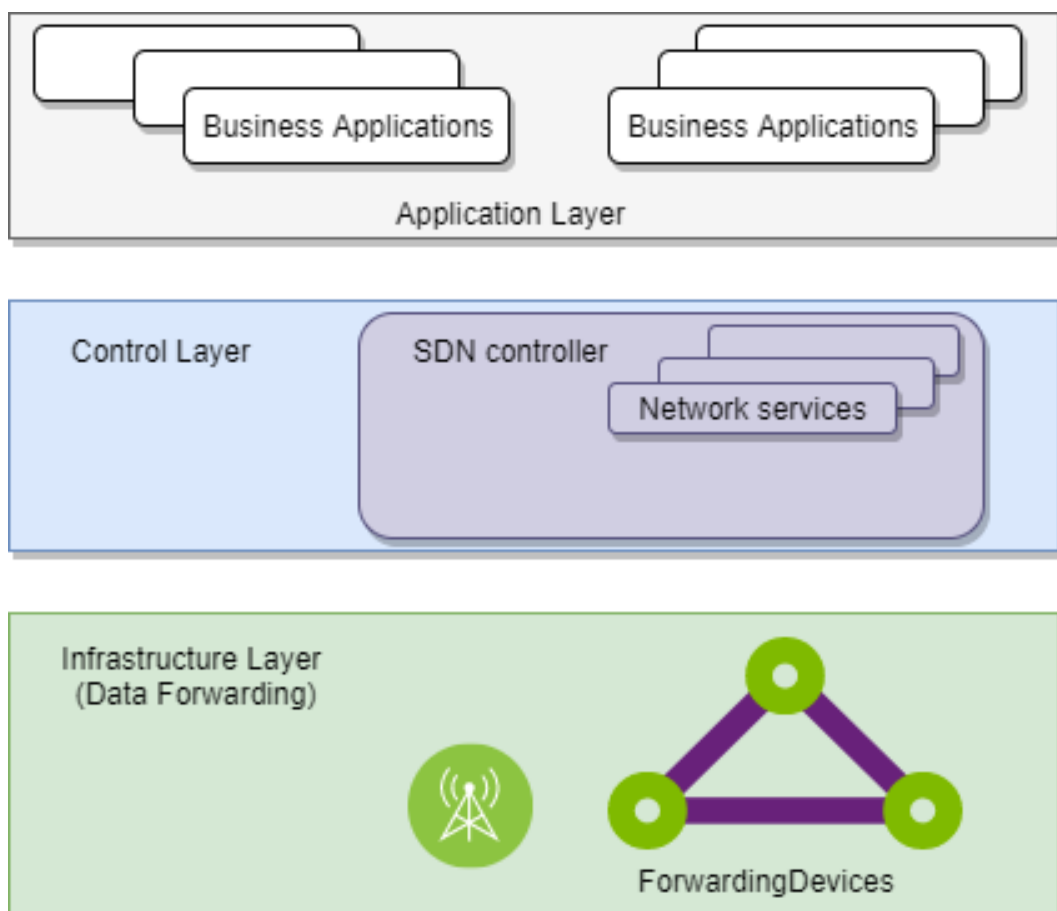 Business Applications
Business Applications
Application Layer
Control Layer
SDN controller
Network services
Infrastructure Layer
(Data Forwarding)
ForwardingDevices